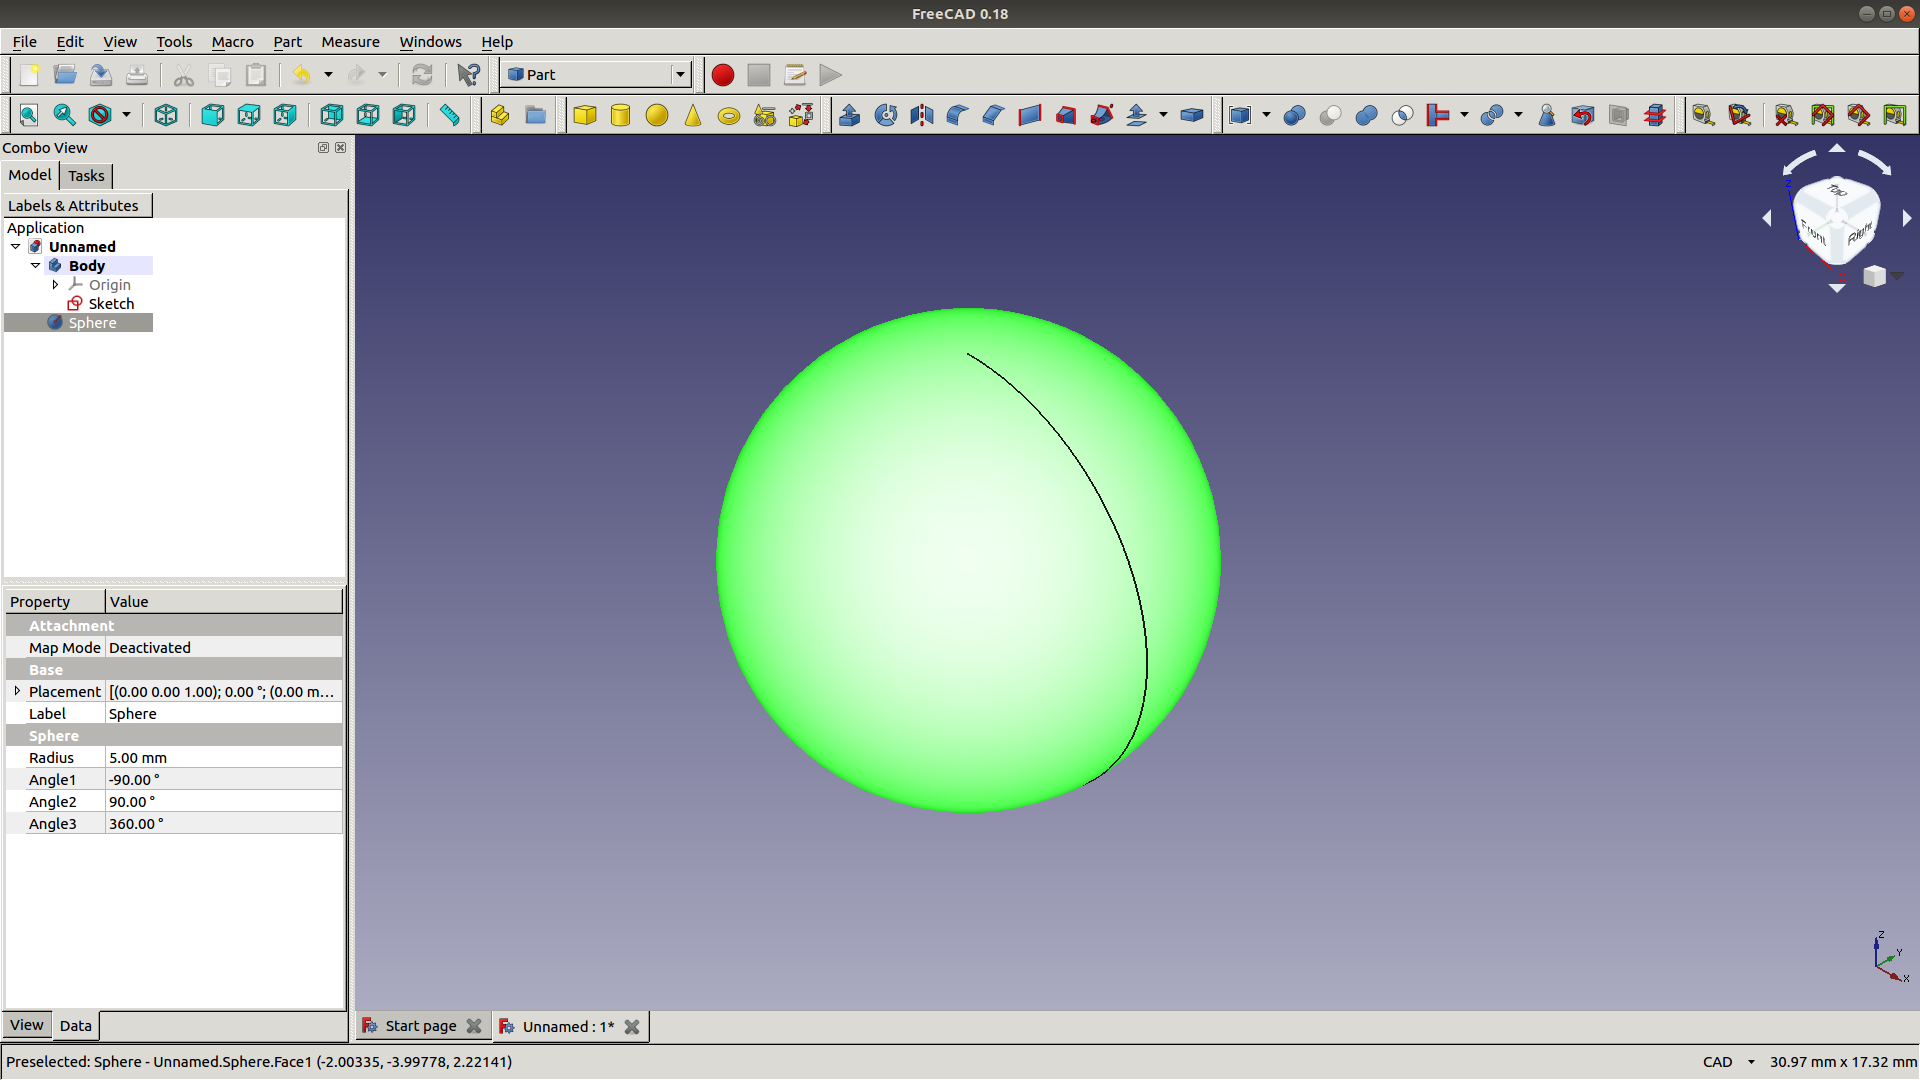 FreeCAD 0.18
File Edit View Tools Macro Part Measure Windows Help
Part
Combo View
Model Tasks
Labels & Attributes
Application
Unnamed
Body
Origin
Sketch
Sphere
Property Value
Attachment
Map Mode Deactivated
Base
Placement [(0.00 0.00 1.00); 0.00 °; (0.00 m...
Label Sphere
Sphere
Radius 5.00 mm
Angle1 -90.00 °
Angle2 90.00 °
Angle3 360.00 °
View Data
Z
Top
Front Right
Z
Y
X
Start page Unnamed : 1*
Preselected: Sphere - Unnamed.Sphere.Face1 (-2.00335, -3.99778, 2.22141)
CAD 30.97 mm x 17.32 mm